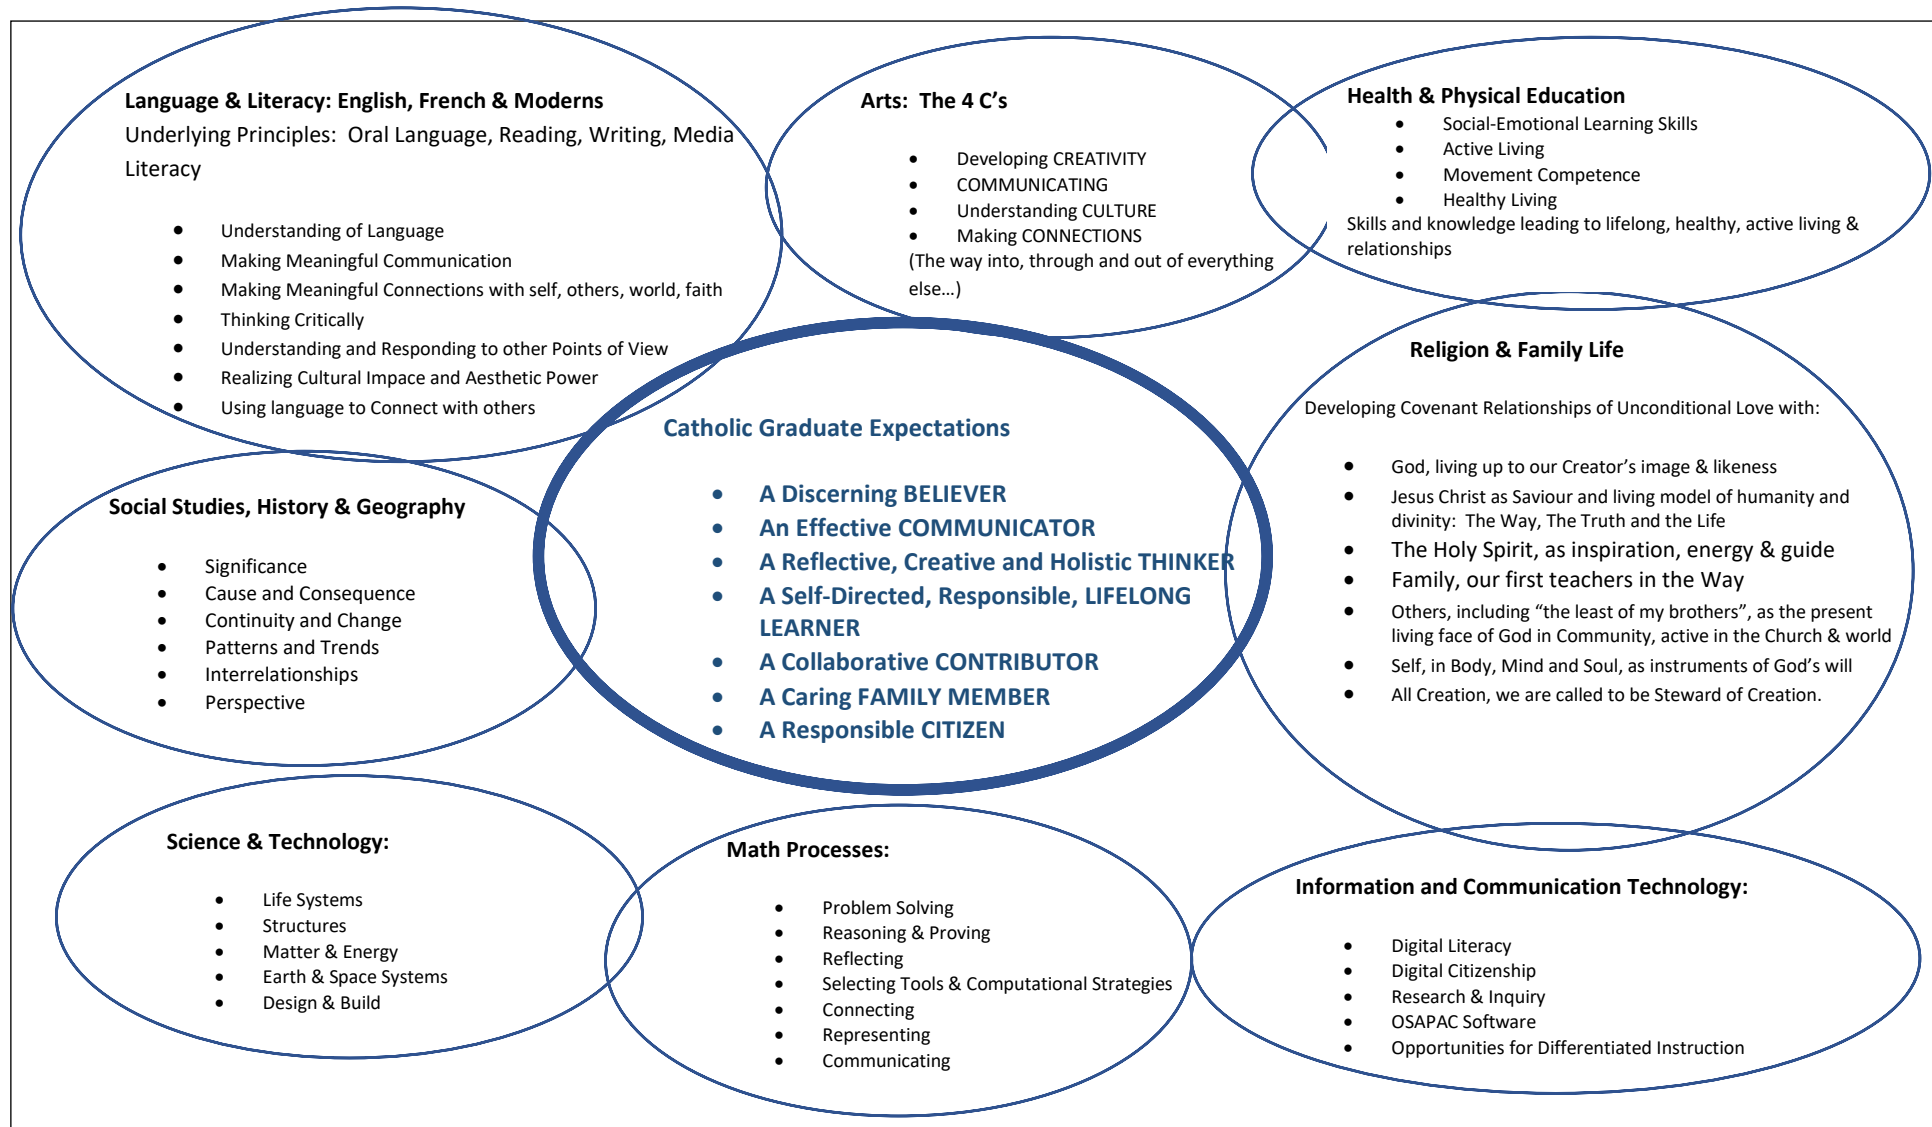 Language & Literacy: English, French & Moderns
Underlying Principles: Oral Language, Reading, Writing, Media
Literacy
• Understanding of Language
• Making Meaningful Communication
• Making Meaningful Connections with self, others, world, faith
• Thinking Critically
• Understanding and Responding to other Points of View
• Realizing Cultural Impace and Aesthetic Power
• Using language to Connect with others
Arts: The 4 C’s
• Developing CREATIVITY
• COMMUNICATING
• Understanding CULTURE
• Making CONNECTIONS
(The way into, through and out of everything
else…)
Health & Physical Education
• Social-Emotional Learning Skills
• Active Living
• Movement Competence
• Healthy Living
Skills and knowledge leading to lifelong, healthy, active living &
relationships
Catholic Graduate Expectations
• A Discerning BELIEVER
• An Effective COMMUNICATOR
• A Reflective, Creative and Holistic THINKER
• A Self-Directed, Responsible, LIFELONG
LEARNER
• A Collaborative CONTRIBUTOR
• A Caring FAMILY MEMBER
• A Responsible CITIZEN
Religion & Family Life
Developing Covenant Relationships of Unconditional Love with:
• God, living up to our Creator’s image & likeness
• Jesus Christ as Saviour and living model of humanity and
divinity: The Way, The Truth and the Life
• The Holy Spirit, as inspiration, energy & guide
• Family, our first teachers in the Way
• Others, including “the least of my brothers”, as the present
living face of God in Community, active in the Church & world
• Self, in Body, Mind and Soul, as instruments of God’s will
• All Creation, we are called to be Steward of Creation.
Social Studies, History & Geography
• Significance
• Cause and Consequence
• Continuity and Change
• Patterns and Trends
• Interrelationships
• Perspective
Science & Technology:
• Life Systems
• Structures
• Matter & Energy
• Earth & Space Systems
• Design & Build
Math Processes:
• Problem Solving
• Reasoning & Proving
• Reflecting
• Selecting Tools & Computational Strategies
• Connecting
• Representing
• Communicating
Information and Communication Technology:
• Digital Literacy
• Digital Citizenship
• Research & Inquiry
• OSAPAC Software
• Opportunities for Differentiated Instruction